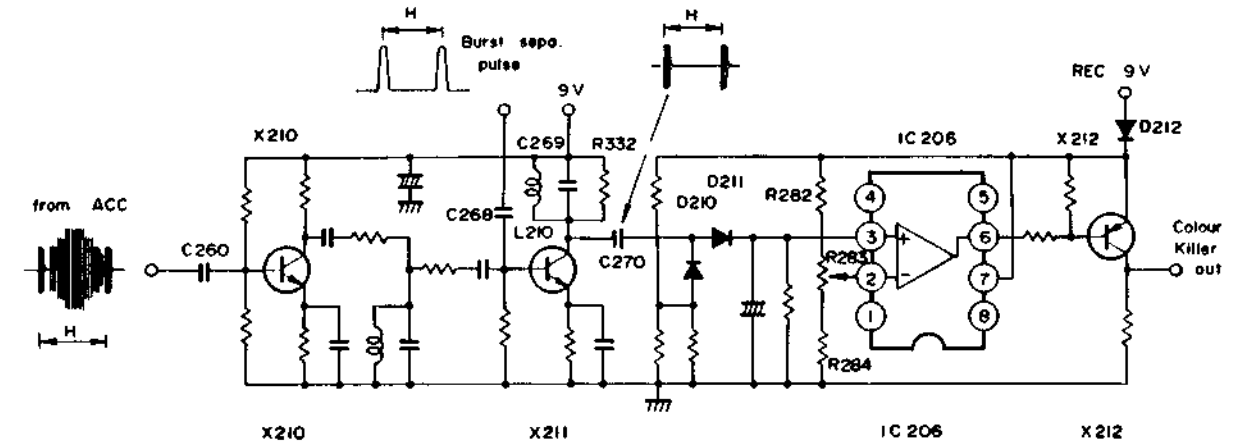 H
Burst sepa.
pulse
H
9V
REC 9V
X210
C269
R332
IC 206
X212
D212
from ACC
D211
D210
R282
4
5
C268
C260
L210
3
+
6
Colour
Killer
out
C270
R283
2
-
7
H
1
8
R284
X210
X211
IC 206
X212